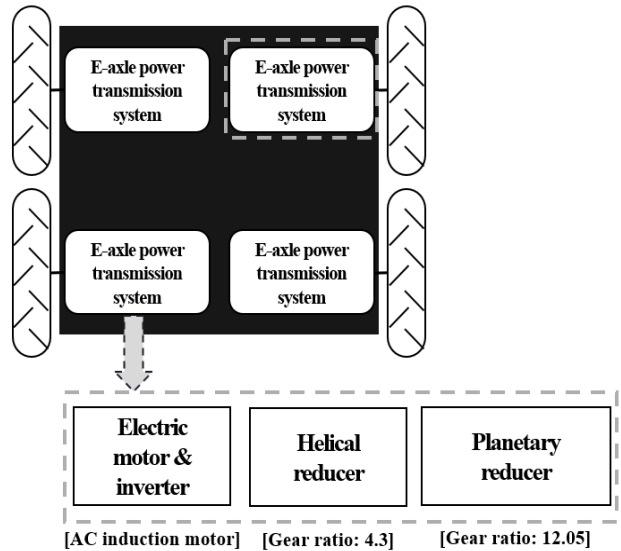 E-axle power
transmission
system
E-axle power
transmission
system
E-axle power
transmission
system
E-axle power
transmission
system
Electric
motor &
inverter
Helical
reducer
Planetary
reducer
[AC induction motor]
[Gear ratio: 4.3]
[Gear ratio: 12.05]